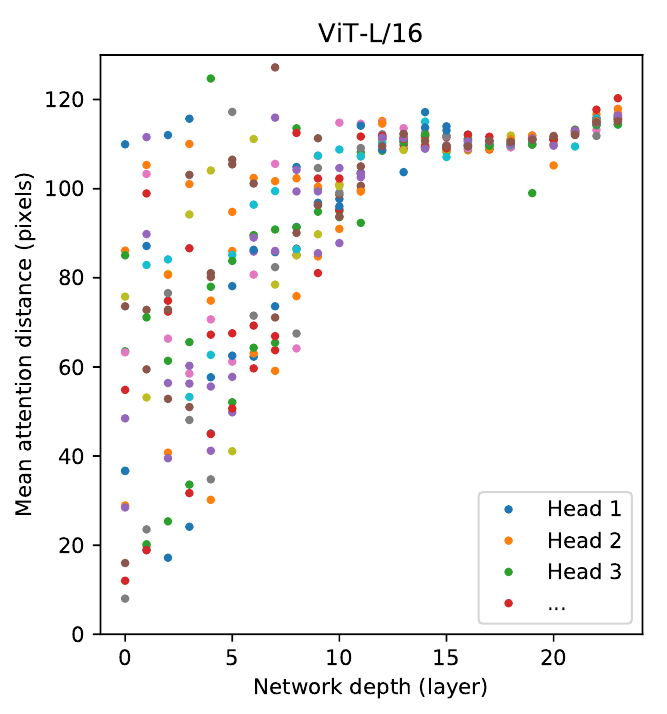 ViT-L/16
Mean attention distance (pixels)
120
100
80
60
40
20
0
0 5 10 15 20
Network depth (layer)
Head 1
Head 2
Head 3
...